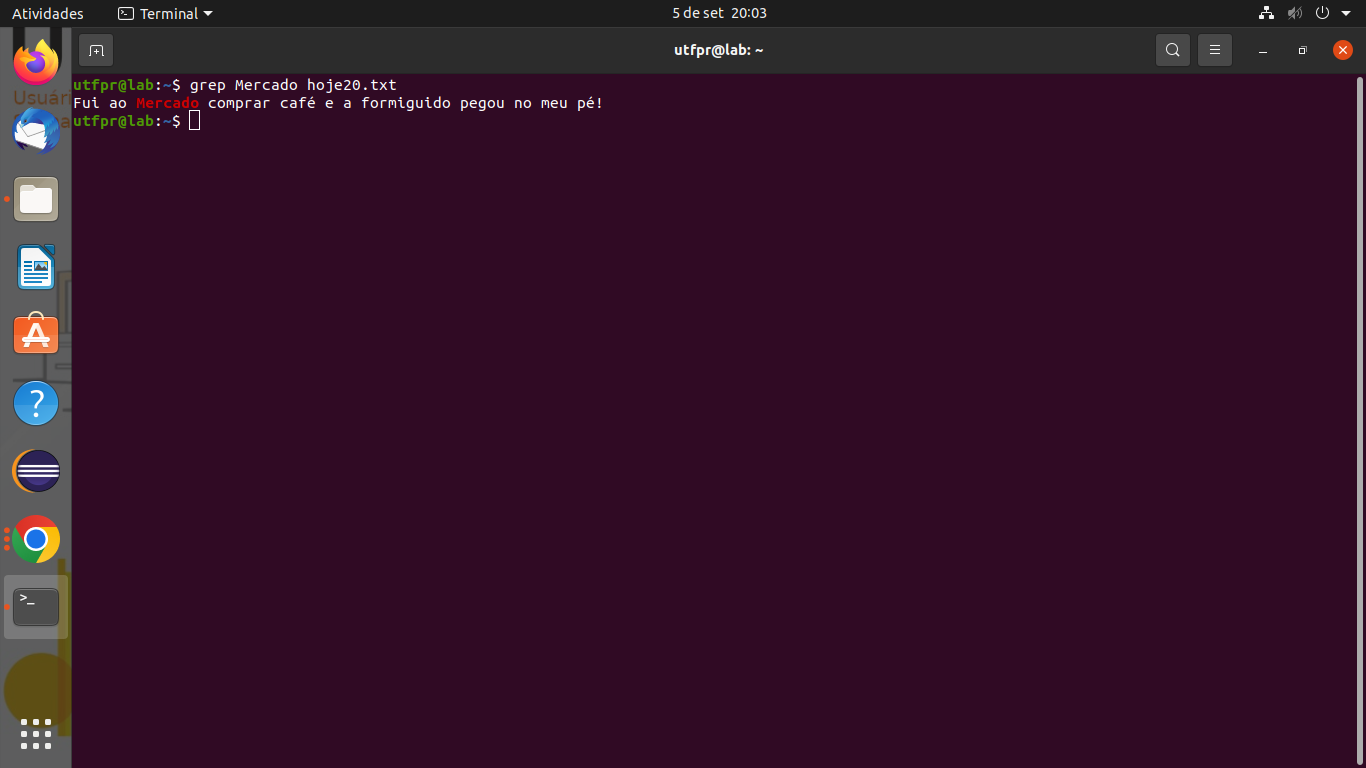 Atividades
Terminal
5 de set 20:03
utfpr@lab: ~
utfpr@lab:~$ grep Mercado hoje20.txt
Fui ao Mercado comprar café e a formiguido pegou no meu pé!
utfpr@lab:~$
Usuári